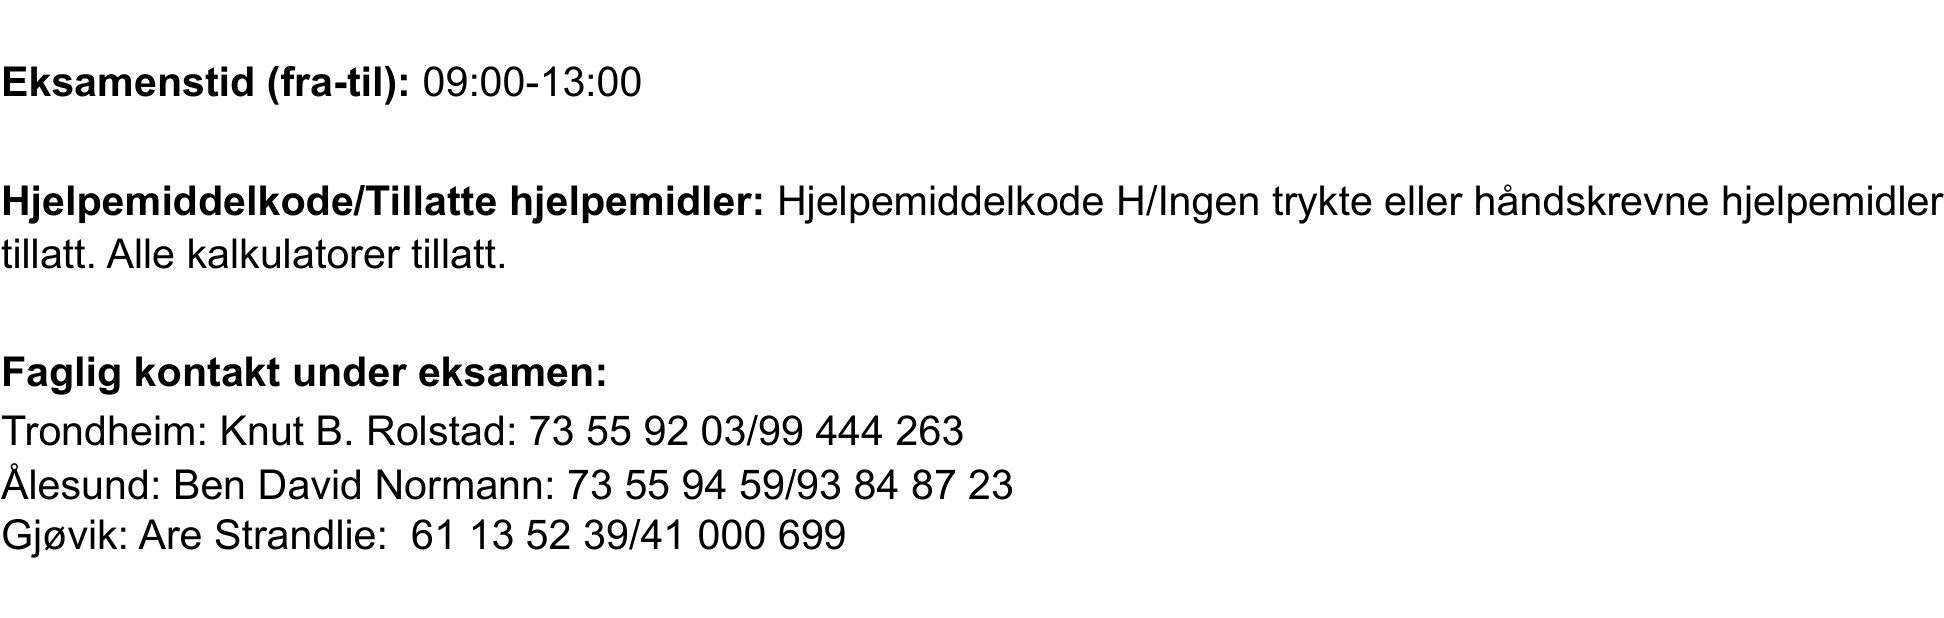 Eksamenstid (fra-til): 09:00-13:00
Hjelpemiddelkode/Tillatte hjelpemidler: Hjelpemiddelkode H/Ingen trykte eller håndskrevne hjelpemidler
tillatt. Alle kalkulatorer tillatt.
Faglig kontakt under eksamen:
Trondheim: Knut B. Rolstad: 73 55 92 03/99 444 263
Ålesund: Ben David Normann: 73 55 94 59/93 84 87 23
Gjøvik: Are Strandlie:  61 13 52 39/41 000 699